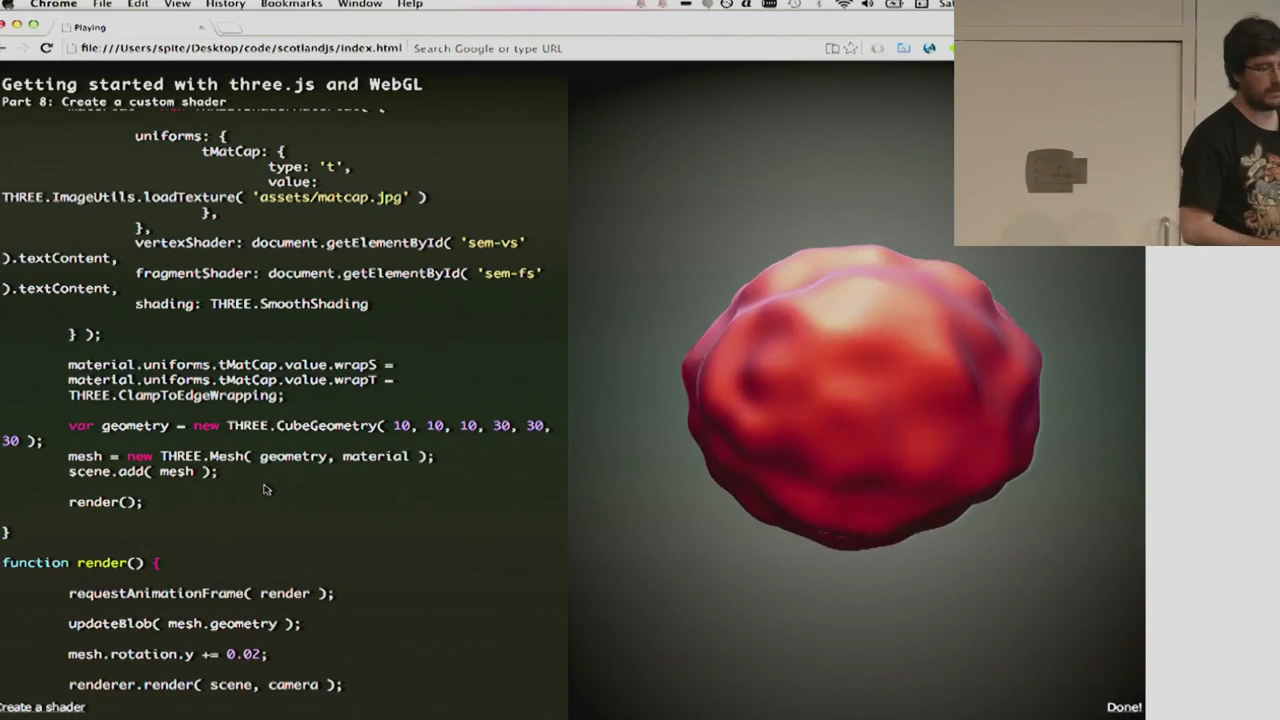 Chrome File Edit View History Bookmarks Window Help
Playing
file:///Users/spite/Desktop/code/scotlandjs/index.html Search Google or type URL
Getting started with three.js and WebGL
Part 8: Create a custom shader
uniforms: {
tMatCap: {
type: 't',
value:
THREE.ImageUtils.loadTexture( 'assets/matcap.jpg' )
},
},
vertexShader: document.getElementById( 'sem-vs'
).textContent,
fragmentShader: document.getElementById( 'sem-fs'
).textContent,
shading: THREE.SmoothShading
} );
material.uniforms.tMatCap.value.wrapS =
material.uniforms.tMatCap.value.wrapT =
THREE.ClampToEdgeWrapping;
var geometry = new THREE.CubeGeometry( 10, 10, 10, 30, 30,
30 );
mesh = new THREE.Mesh( geometry, material );
scene.add( mesh );
render();
}
function render() {
requestAnimationFrame( render );
updateBlob( mesh.geometry );
mesh.rotation.y += 0.02;
renderer.render( scene, camera );
Create a shader
Done!